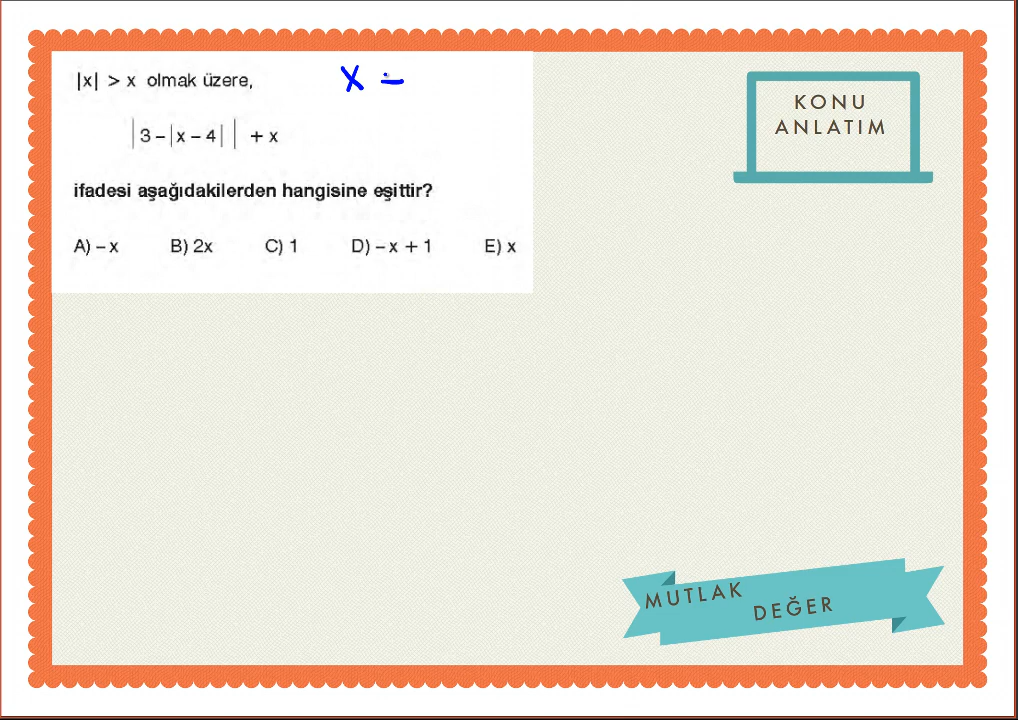 |x| > x olmak üzere,
x -
|3 – |x – 4|| + x
ifadesi aşağıdakilerden hangisine eşittir?
A) – x B) 2x C) 1 D) – x + 1 E) x
KONU
ANLATIM
MUTLAK
DEĞER